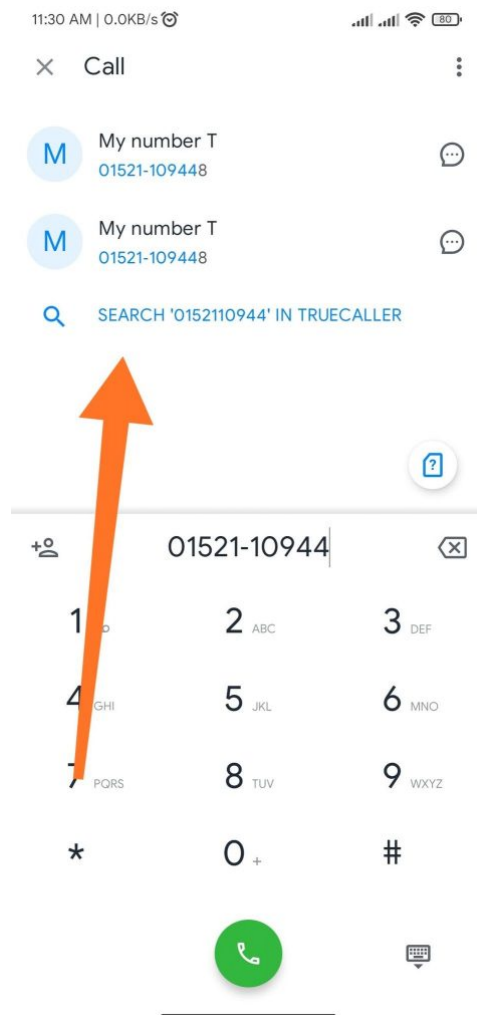 11:30 AM | 0.0KB/s
80
Call
M
My number T
01521-109448
M
My number T
01521-109448
SEARCH '0152110944' IN TRUECALLER
?
01521-10944
1
2 ABC
3 DEF
4 GHI
5 JKL
6 MNO
7 PQRS
8 TUV
9 WXYZ
*
0 +
#